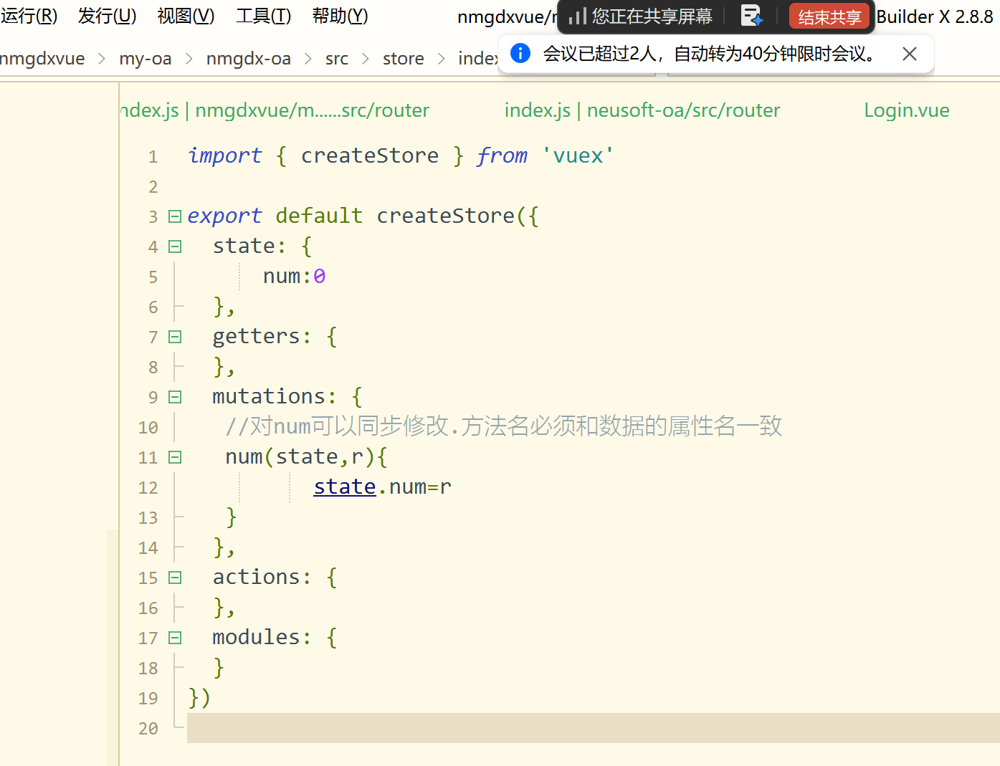 运行(R) 发行(U) 视图(V) 工具(T) 帮助(Y) nmgdxvue/ 您正在共享屏幕 结束共享 Builder X 2.8.8
nmgdxvue > my-oa > nmgdx-oa > src > store > index
会议已超过2人，自动转为40分钟限时会议。
ndex.js | nmgdxvue/m......src/router index.js | neusoft-oa/src/router Login.vue
1 import { createStore } from 'vuex'
2
3 export default createStore({
4 state: {
5 num:0
6 },
7 getters: {
8 },
9 mutations: {
10 //对num可以同步修改.方法名必须和数据的属性名一致
11 num(state,r){
12 state.num=r
13 }
14 },
15 actions: {
16 },
17 modules: {
18 }
19 })
20